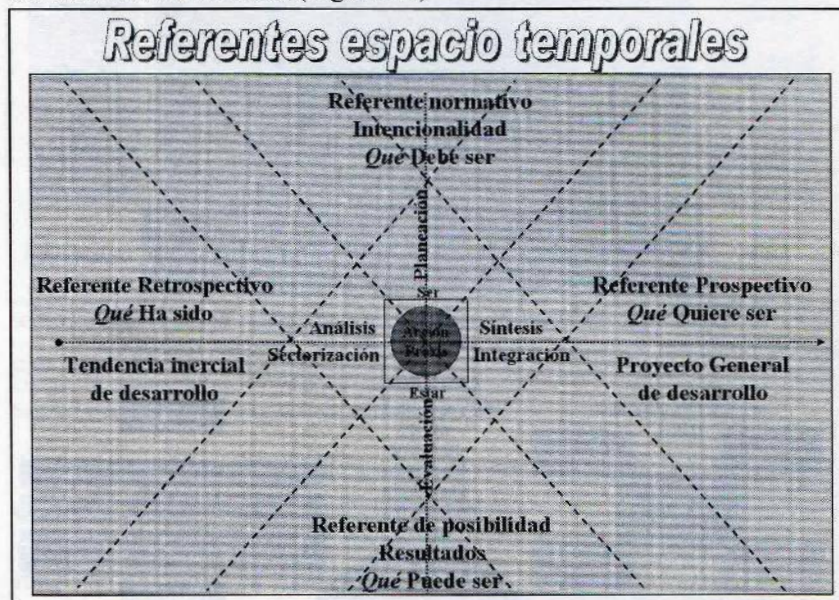 Referentes espacio temporales
Referente normativo
Intencionalidad
Qué Debe ser
Planeación
Referente Retrospectivo
Qué Ha sido
Referente Prospectivo
Qué Quiere ser
Ser
Análisis
Sectorización
Acción
Praxis
Síntesis
Integración
Tendencia inercial
de desarrollo
Proyecto General
de desarrollo
Estar
Evaluación
Referente de posibilidad
Resultados
Qué Puede ser